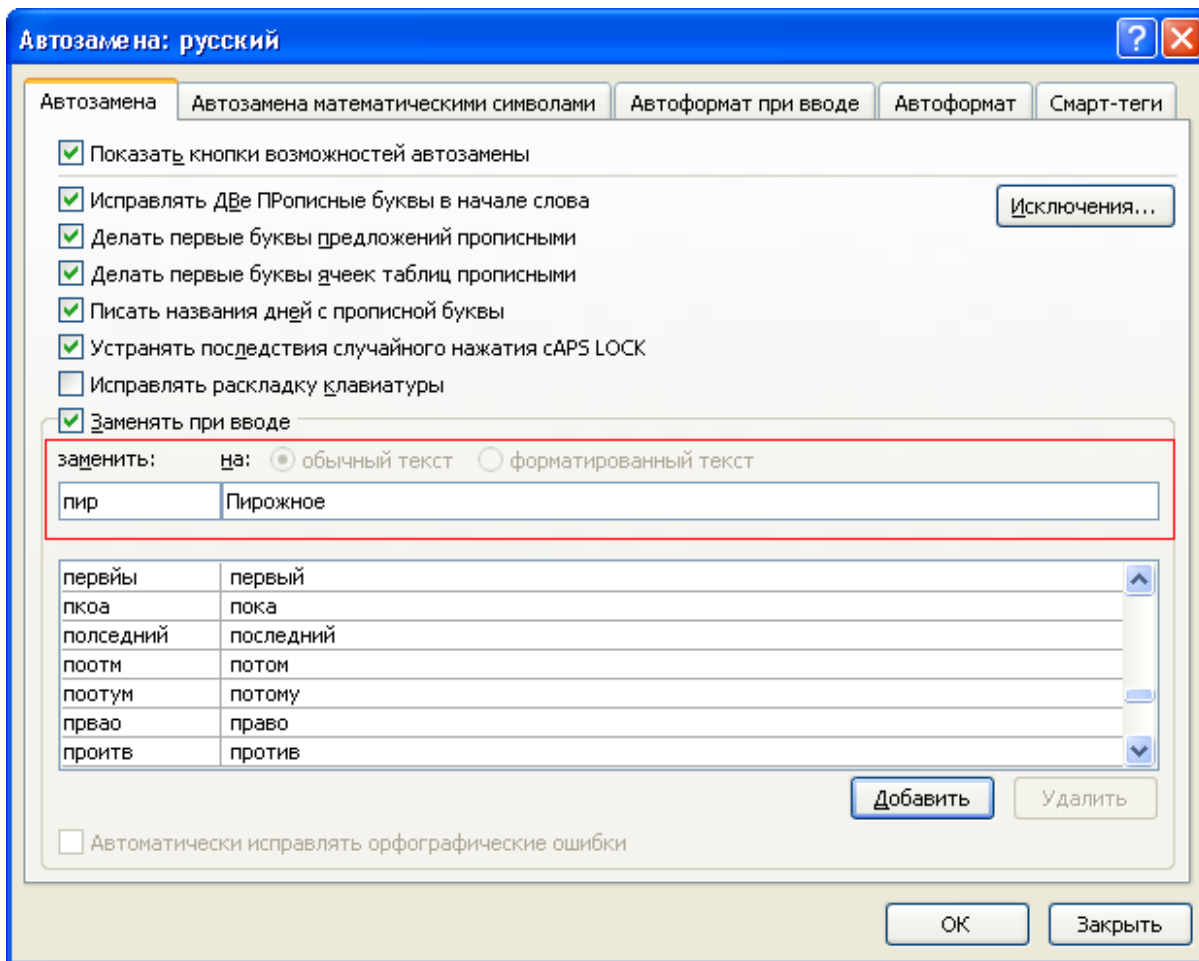 Автозамена: русский
Автозамена Автозамена математическими символами Автоформат при вводе Автоформат Смарт-теги
Показать кнопки возможностей автозамены
Исправлять ДВе ПРописные буквы в начале слова
Исключения...
Делать первые буквы предложений прописными
Делать первые буквы ячеек таблиц прописными
Писать названия дней с прописной буквы
Устранять последствия случайного нажатия cAPS LOCK
Исправлять раскладку клавиатуры
Заменять при вводе
заменить: на: обычный текст форматированный текст
пир Пирожное
первйы первый
пкоа пока
полседний последний
поотм потом
поотум потому
прваo право
проитв против
Добавить Удалить
Автоматически исправлять орфографические ошибки
ОК Закрыть